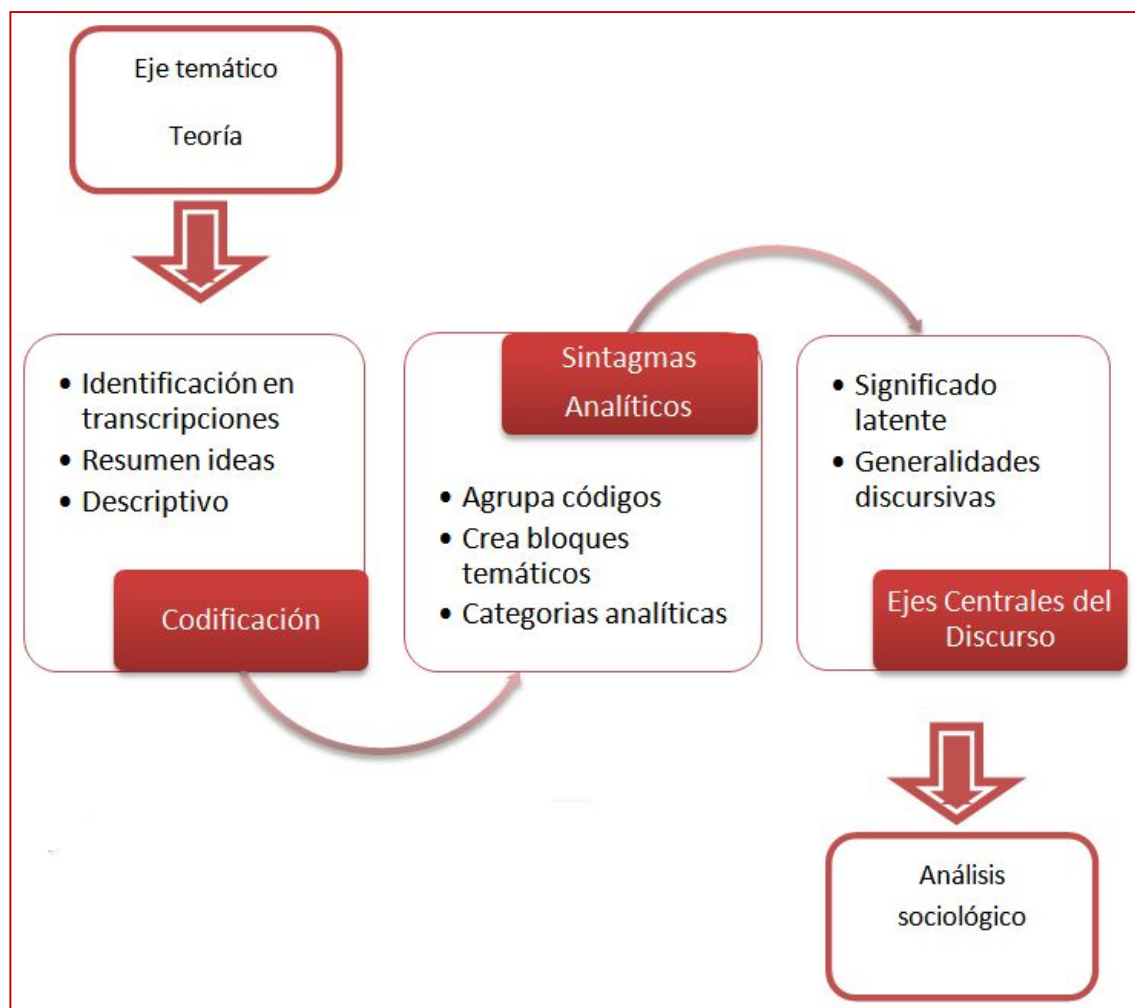 Eje temático
Teoría
• Identificación en
transcripciones
• Resumen ideas
• Descriptivo
Codificación
Sintagmas
Analíticos
• Agrupa códigos
• Crea bloques
temáticos
• Categorias analíticas
• Significado
latente
• Generalidades
discursivas
Ejes Centrales del
Discurso
Análisis
sociológico